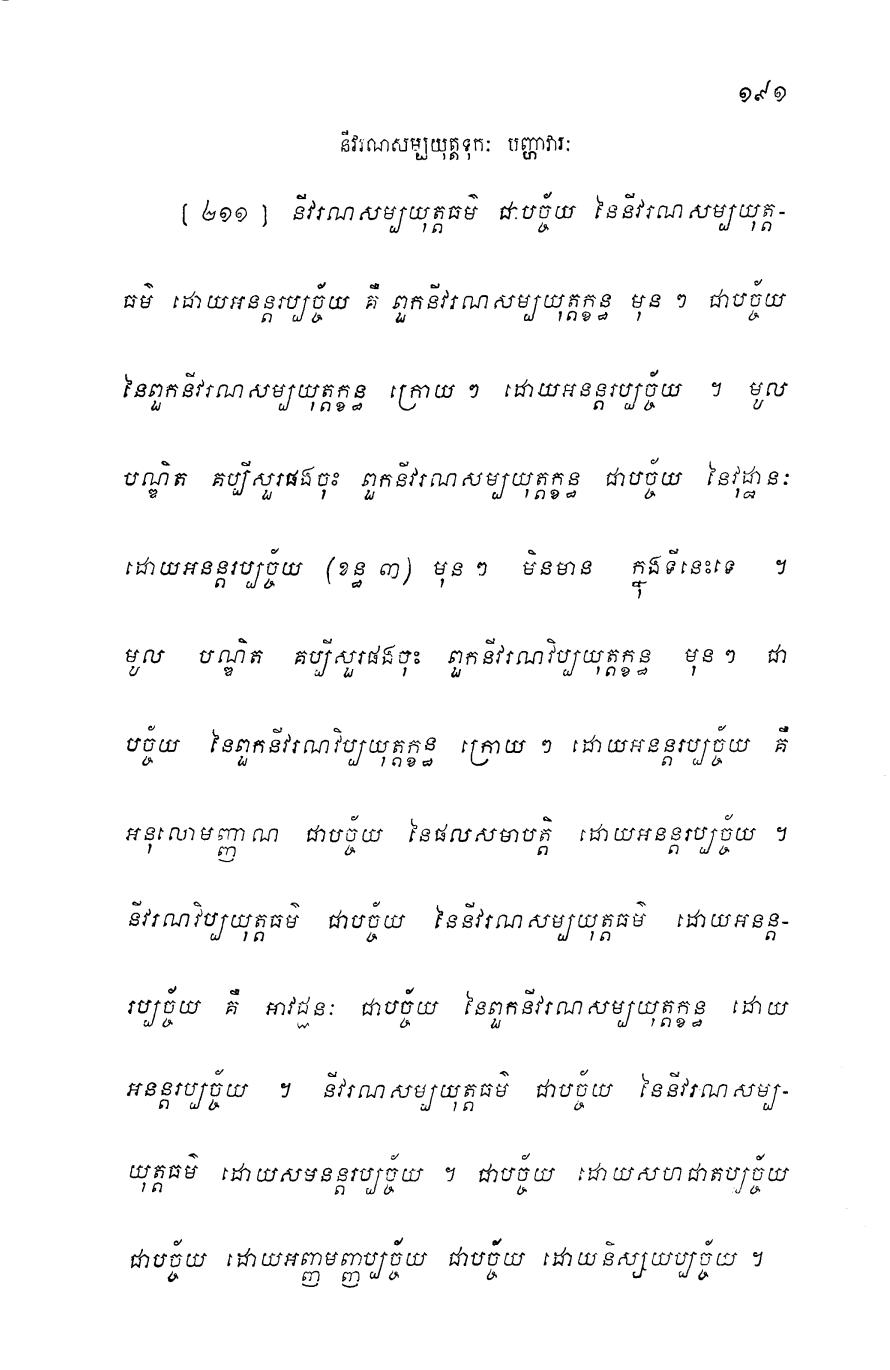 ១៩១
នីវរណសម្បយុត្តទុកៈ បញ្ហាវារៈ
[ ២១១ ] នីវរណសម្បយុត្តធម៌ ជាបច្ច័យ នៃនីវរណសម្បយុត្ត-
ធម៌ ដោយអនន្តរប្បច្ច័យ គឺ ពួកនីវរណសម្បយុត្តក្ខន្ធ មុន ៗ ជាបច្ច័យ
នៃពួកនីវរណសម្បយុត្តក្ខន្ធ ក្រោយ ៗ ដោយអនន្តរប្បច្ច័យ ។ មូល
បណ្ឌិត គប្បីសួរផងចុះ ពួកនីវរណសម្បយុត្តក្ខន្ធ ជាបច្ច័យ នៃវុដ្ឋានៈ
ដោយអនន្តរប្បច្ច័យ (ខន្ធ ៣) មុន ៗ មិនមាន ក្នុងទីនេះទេ ។
មូល បណ្ឌិត គប្បីសួរផងចុះ ពួកនីវរណវិប្បយុត្តក្ខន្ធ មុន ៗ ជា
បច្ច័យ នៃពួកនីវរណវិប្បយុត្តក្ខន្ធ ក្រោយ ៗ ដោយអនន្តរប្បច្ច័យ គឺ
អនុលោមញ្ញាណ ជាបច្ច័យ នៃផលសមាបត្តិ ដោយអនន្តរប្បច្ច័យ ។
នីវរណវិប្បយុត្តធម៌ ជាបច្ច័យ នៃនីវរណសម្បយុត្តធម៌ ដោយអនន្ត-
រប្បច្ច័យ គឺ អាវជ្ជនៈ ជាបច្ច័យ នៃពួកនីវរណសម្បយុត្តក្ខន្ធ ដោយ
អនន្តរប្បច្ច័យ ។ នីវរណសម្បយុត្តធម៌ ជាបច្ច័យ នៃនីវរណសម្ប-
យុត្តធម៌ ដោយសមនន្តរប្បច្ច័យ ។ ជាបច្ច័យ ដោយសហជាតប្បច្ច័យ
ជាបច្ច័យ ដោយអញ្ញាមញ្ញាប្បច្ច័យ ជាបច្ច័យ ដោយនិស្សយប្បច្ច័យ ។